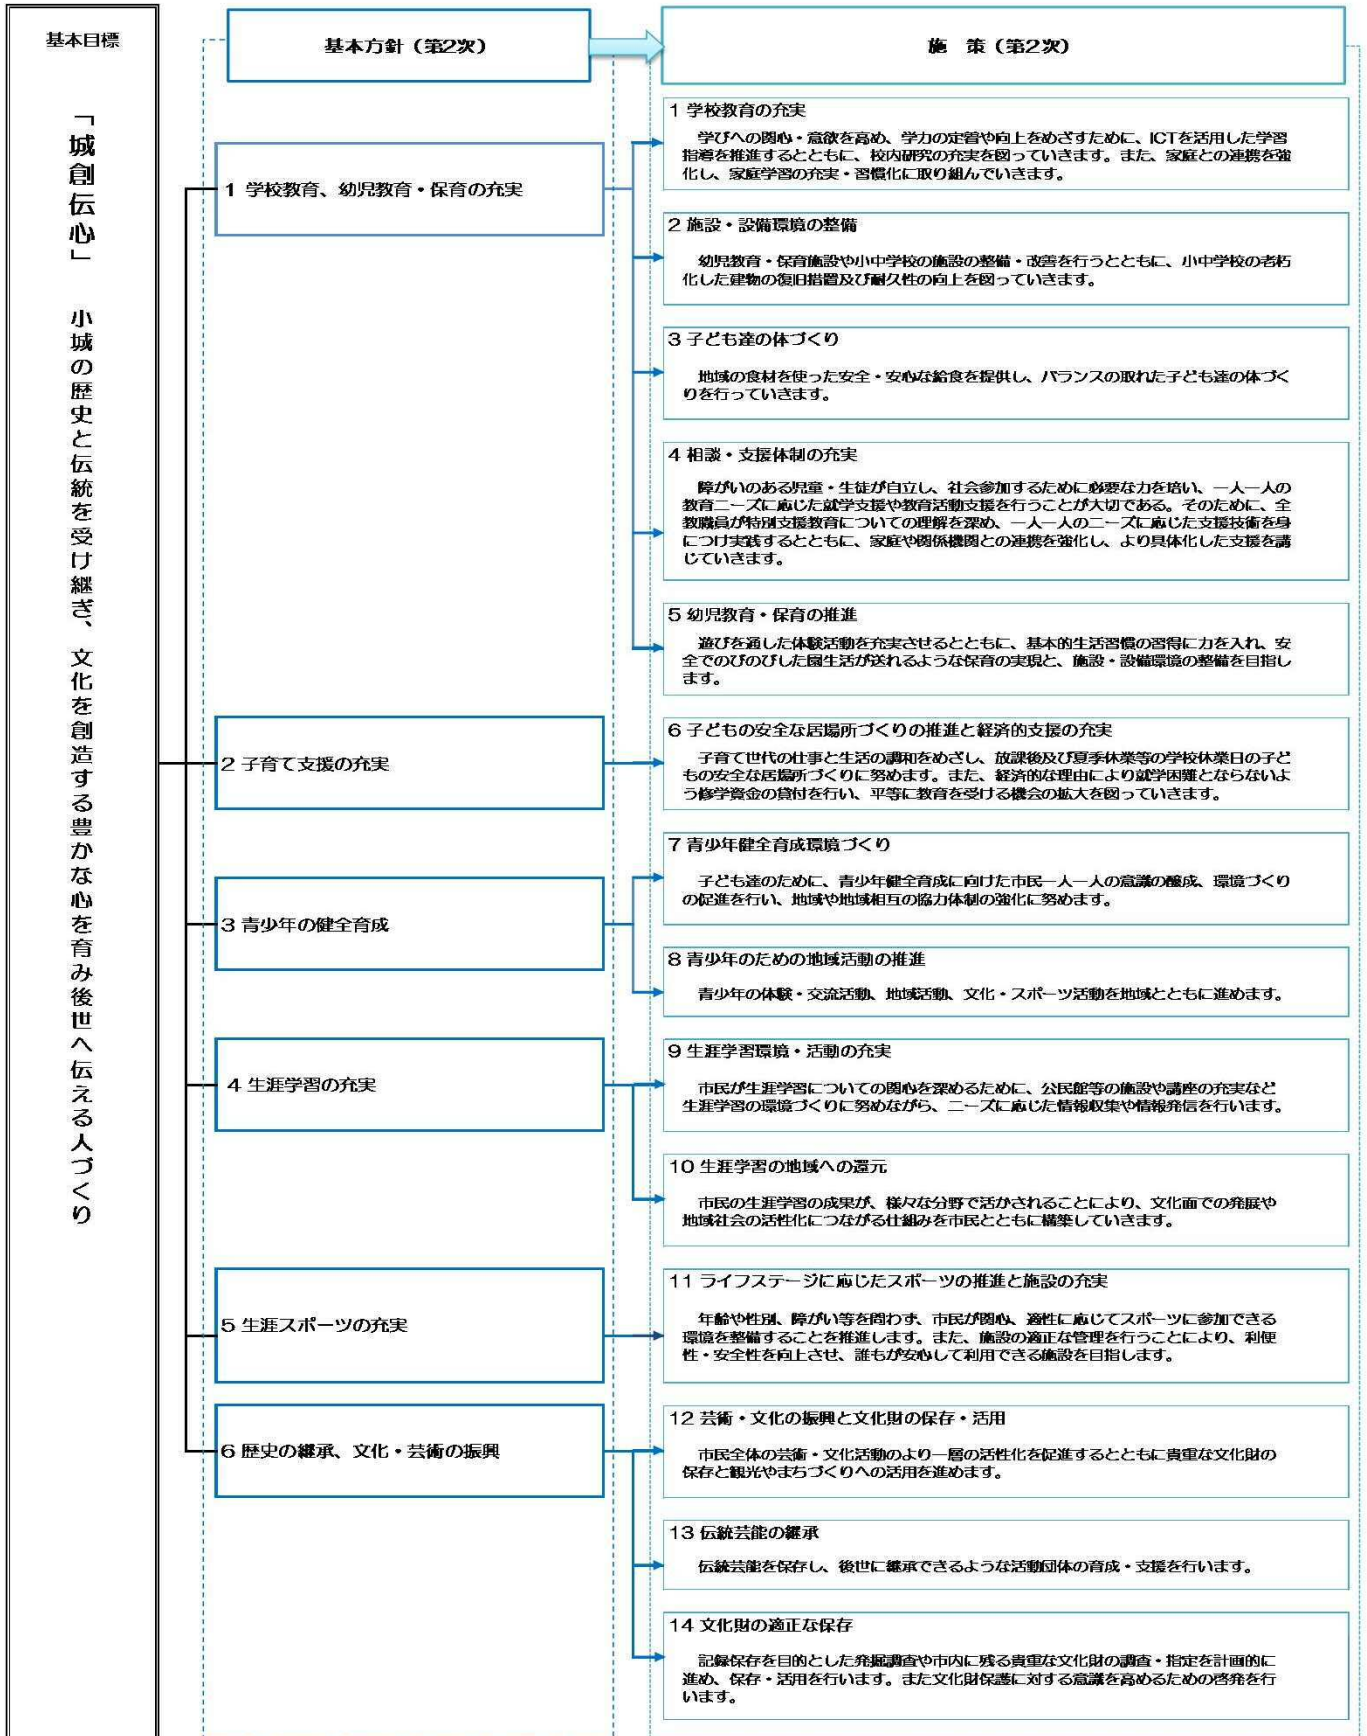 基本目標
「城創伝心」 小城の歴史と伝統を受け継ぎ、文化を創造する豊かな心を育み後世へ伝える人づくり
基本方針（第2次）
施 策（第2次）
1 学校教育、幼児教育・保育の充実
1 学校教育の充実
学びへの関心・意欲を高め、学力の定着や向上をめざすために、ICTを活用した学習
指導を推進するとともに、校内研究の充実を図っていきます。また、家庭との連携を強
化し、家庭学習の充実・習慣化に取り組んでいきます。
2 施設・設備環境の整備
幼児教育・保育施設や小中学校の施設の整備・改善を行うとともに、小中学校の老朽
化した建物の復旧措置及び耐久性の向上を図っていきます。
3 子ども達の体づくり
地域の食材を使った安全・安心な給食を提供し、バランスの取れた子ども達の体づく
りを行っていきます。
4 相談・支援体制の充実
障がいのある児童・生徒が自立し、社会参加するために必要な力を培い、一人一人の
教育ニーズに応じた就学支援や教育活動支援を行うことが大切である。そのために、全
教職員が特別支援教育についての理解を深め、一人一人のニーズに応じた支援技術を身
につけ実践するとともに、家庭や関係機関との連携を強化し、より具体化した支援を講
じていきます。
5 幼児教育・保育の推進
遊びを通した体験活動を充実させるとともに、基本的生活習慣の習得に力を入れ、安
全でのびのびした園生活が送れるような保育の実現と、施設・設備環境の整備を目指し
ます。
2 子育て支援の充実
6 子どもの安全な居場所づくりの推進と経済的支援の充実
子育て世代の仕事と生活の調和をめざし、放課後及び夏季休業等の学校休業日の子ど
もの安全な居場所づくりに努めます。また、経済的な理由により就学困難とならないよ
う修学資金の貸付を行い、平等に教育を受ける機会の拡大を図っていきます。
3 青少年の健全育成
7 青少年健全育成環境づくり
子ども達のために、青少年健全育成に向けた市民一人一人の意識の醸成、環境づくり
の促進を行い、地域や地域相互の協力体制の強化に努めます。
8 青少年のための地域活動の推進
青少年の体験・交流活動、地域活動、文化・スポーツ活動を地域とともに進めます。
4 生涯学習の充実
9 生涯学習環境・活動の充実
市民が生涯学習についての関心を深めるために、公民館等の施設や講座の充実など
生涯学習の環境づくりに努めながら、ニーズに応じた情報収集や情報発信を行います。
10 生涯学習の地域への還元
市民の生涯学習の成果が、様々な分野で活かされることにより、文化面での発展や
地域社会の活性化につながる仕組みを市民とともに構築していきます。
5 生涯スポーツの充実
11 ライフステージに応じたスポーツの推進と施設の充実
年齢や性別、障がい等を問わず、市民が関心、適性に応じてスポーツに参加できる
環境を整備することを推進します。また、施設の適正な管理を行うことにより、利便
性・安全性を向上させ、誰もが安心して利用できる施設を目指します。
6 歴史の継承、文化・芸術の振興
12 芸術・文化の振興と文化財の保存・活用
市民全体の芸術・文化活動のより一層の活性化を促進するとともに貴重な文化財の
保存と観光やまちづくりへの活用を進めます。
13 伝統芸能の継承
伝統芸能を保存し、後世に継承できるような活動団体の育成・支援を行います。
14 文化財の適正な保存
記録保存を目的とした発掘調査や市内に残る貴重な文化財の調査・指定を計画的に
進め、保存・活用を行います。また文化財保護に対する意識を高めるための啓発を行
います。